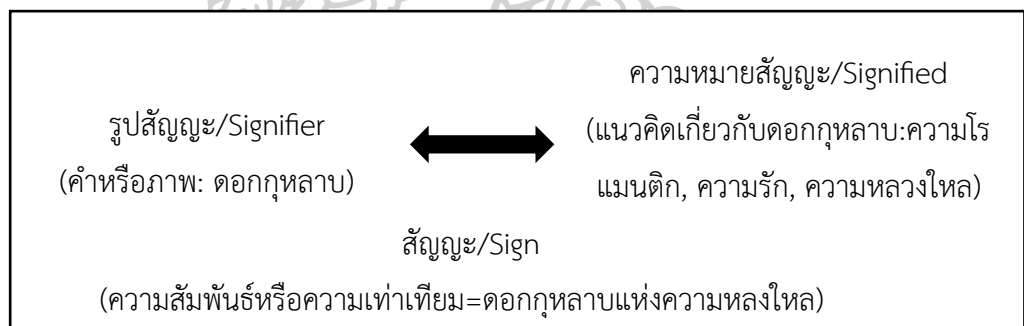 ความหมายสัญญะ/Signified
รูปสัญญะ/Signifier
(แนวคิดเกี่ยวกับดอกกุหลาบ:ความโร
(คำหรือภาพ: ดอกกุหลาบ)
แมนติก, ความรัก, ความหลวงใหล)
สัญญะ/Sign
(ความสัมพันธ์หรือความเท่าเทียม=ดอกกุหลาบแห่งความหลงใหล)